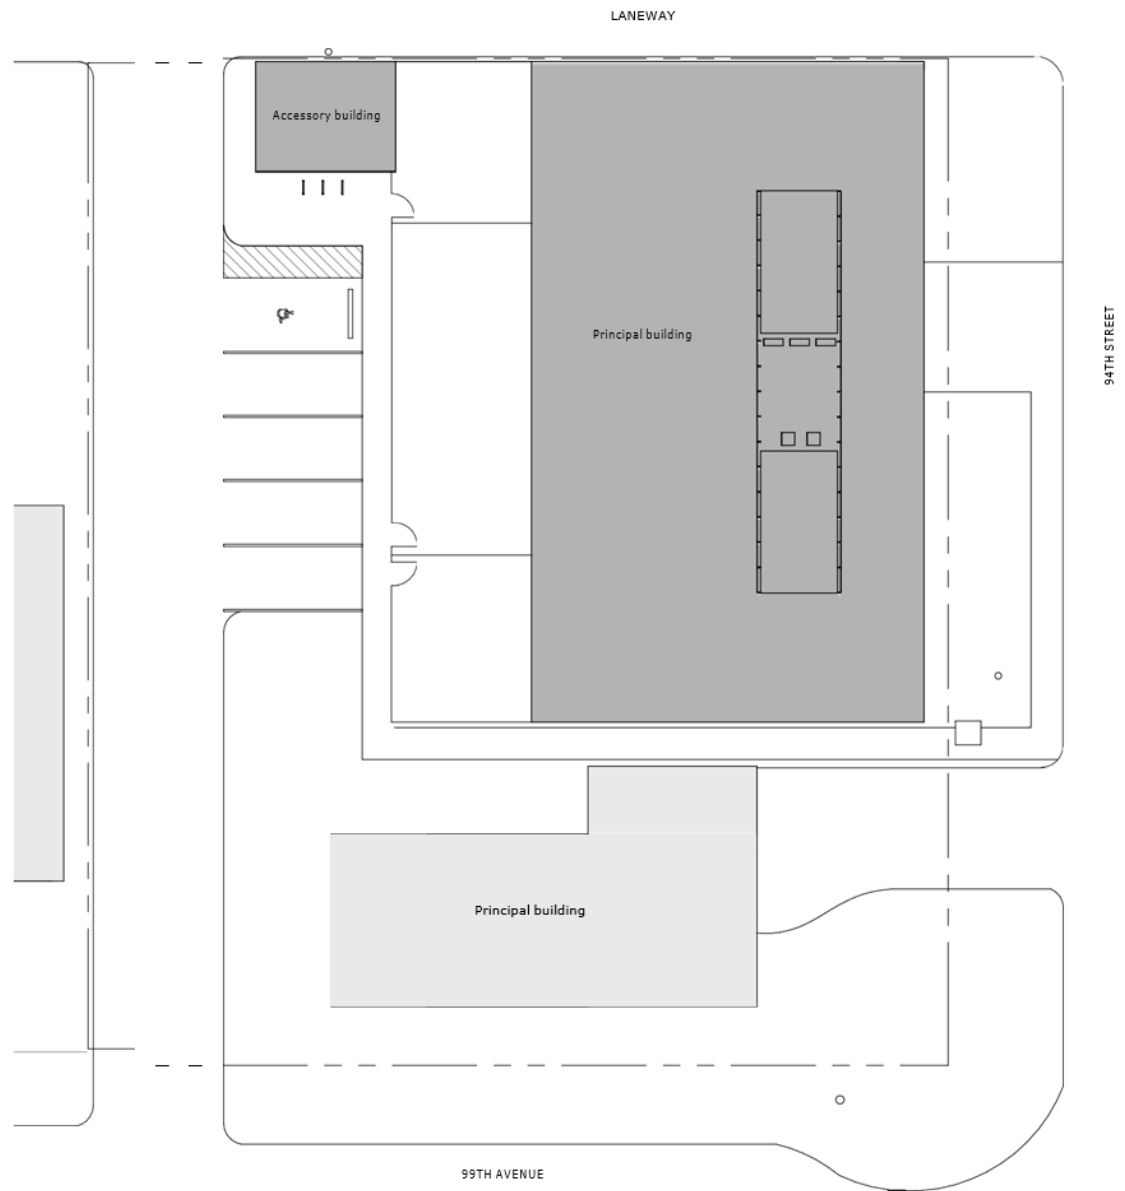 LANEWAY
Accessory building
Principal building
94TH STREET
Principal building
99TH AVENUE